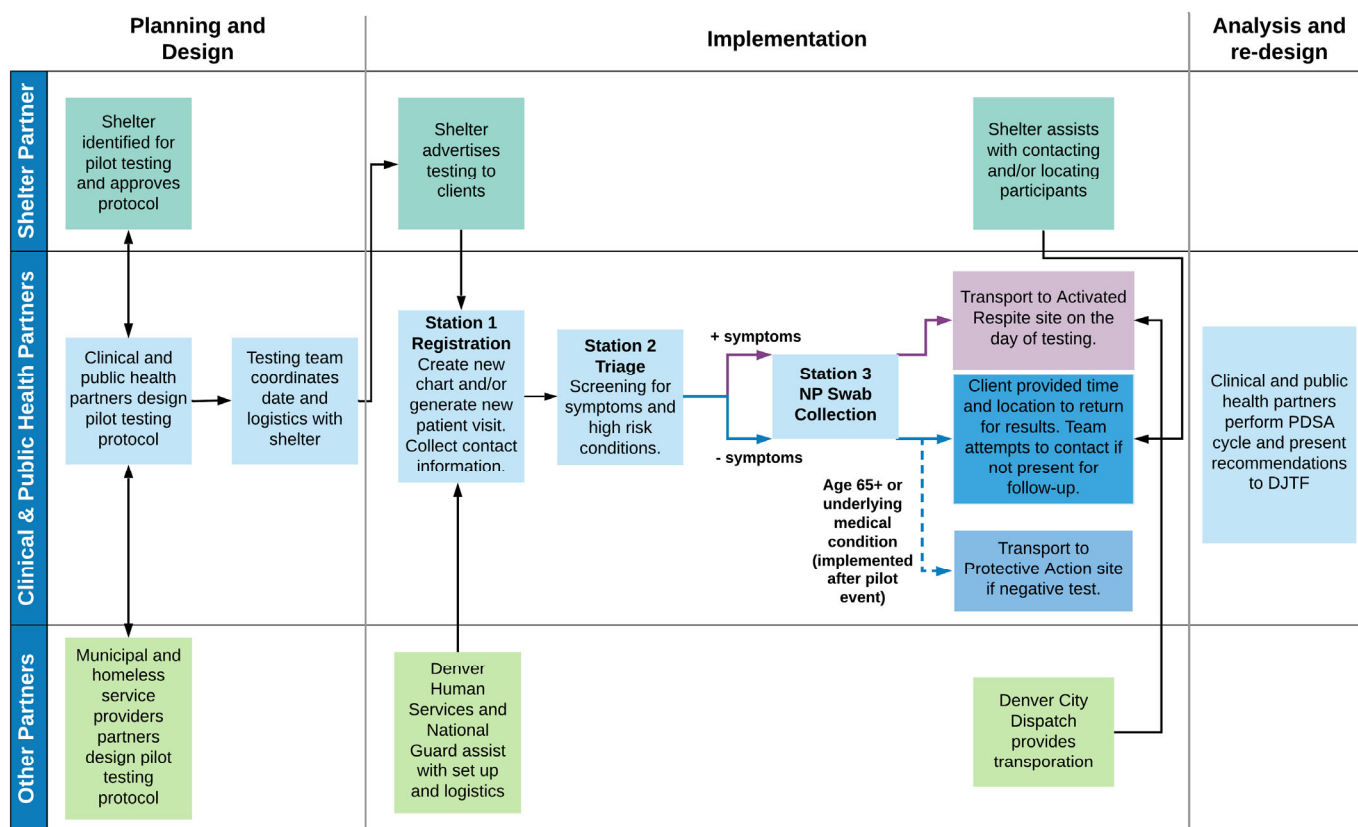 Planning and
Design
Implementation
Analysis and
re-design
Shelter Partner
Shelter
identified for
pilot testing
and approves
protocol
Shelter
advertises
testing to
clients
Shelter assists
with contacting
and/or locating
participants
Clinical & Public Health Partners
Clinical and
public health
partners design
pilot testing
protocol
Testing team
coordinates
date and
logistics with
shelter
Station 1
Registration
Create new
chart and/or
generate new
patient visit.
Collect contact
information.
Station 2
Triage
Screening for
symptoms and
high risk
conditions.
+ symptoms
- symptoms
Station 3
NP Swab
Collection
Age 65+ or
underlying
medical
condition
(implemented
after pilot
event)
Transport to Activated
Respite site on the
day of testing.
Client provided time
and location to return
for results. Team
attempts to contact if
not present for
follow-up.
Transport to
Protective Action site
if negative test.
Clinical and public
health partners
perform PDSA
cycle and present
recommendations
to DJTF
Other Partners
Municipal and
homeless
service
providers
partners
design pilot
testing
protocol
Denver
Human
Services and
National
Guard assist
with set up
and logistics
Denver City
Dispatch
provides
transporation